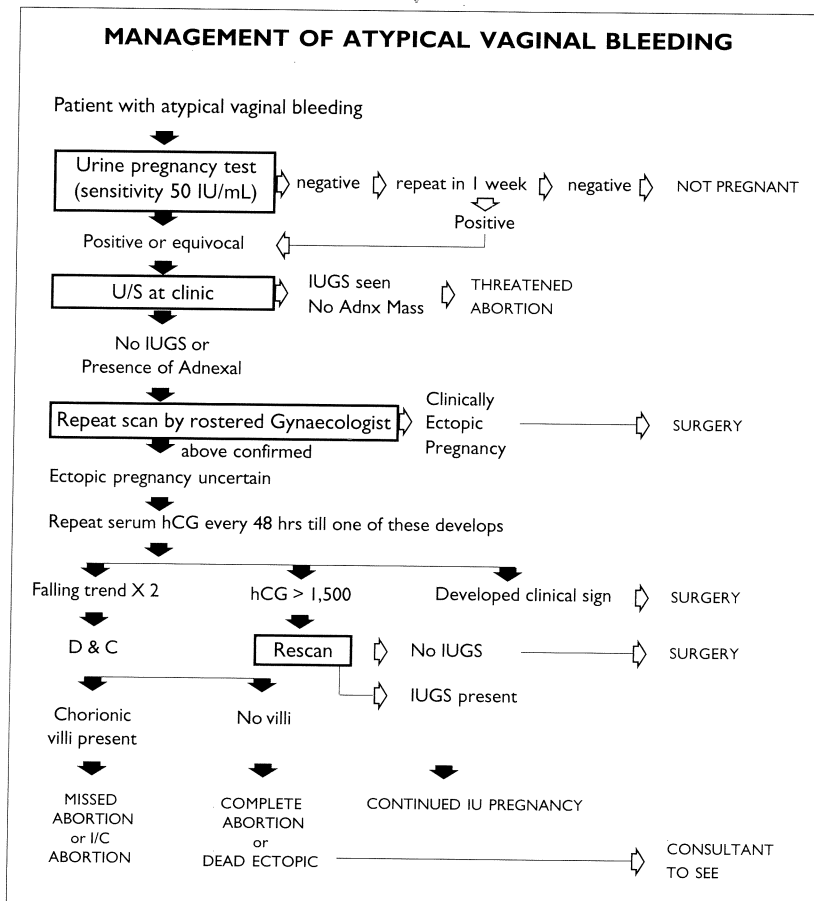 MANAGEMENT OF ATYPICAL VAGINAL BLEEDING
Patient with atypical vaginal bleeding
Urine pregnancy test
(sensitivity 50 IU/mL)
negative
repeat in 1 week
negative
NOT PREGNANT
Positive
Positive or equivocal
U/S at clinic
IUGS seen
No Adnx Mass
THREATENED
ABORTION
No IUGS or
Presence of Adnexal
Repeat scan by rostered Gynaecologist
Clinically
Ectopic
Pregnancy
SURGERY
above confirmed
Ectopic pregnancy uncertain
Repeat serum hCG every 48 hrs till one of these develops
Falling trend X 2
hCG > 1,500
Developed clinical sign
SURGERY
D & C
Rescan
No IUGS
SURGERY
IUGS present
Chorionic
villi present
No villi
MISSED
ABORTION
or I/C
ABORTION
COMPLETE
ABORTION
or
DEAD ECTOPIC
CONTINUED IU PREGNANCY
CONSULTANT
TO SEE